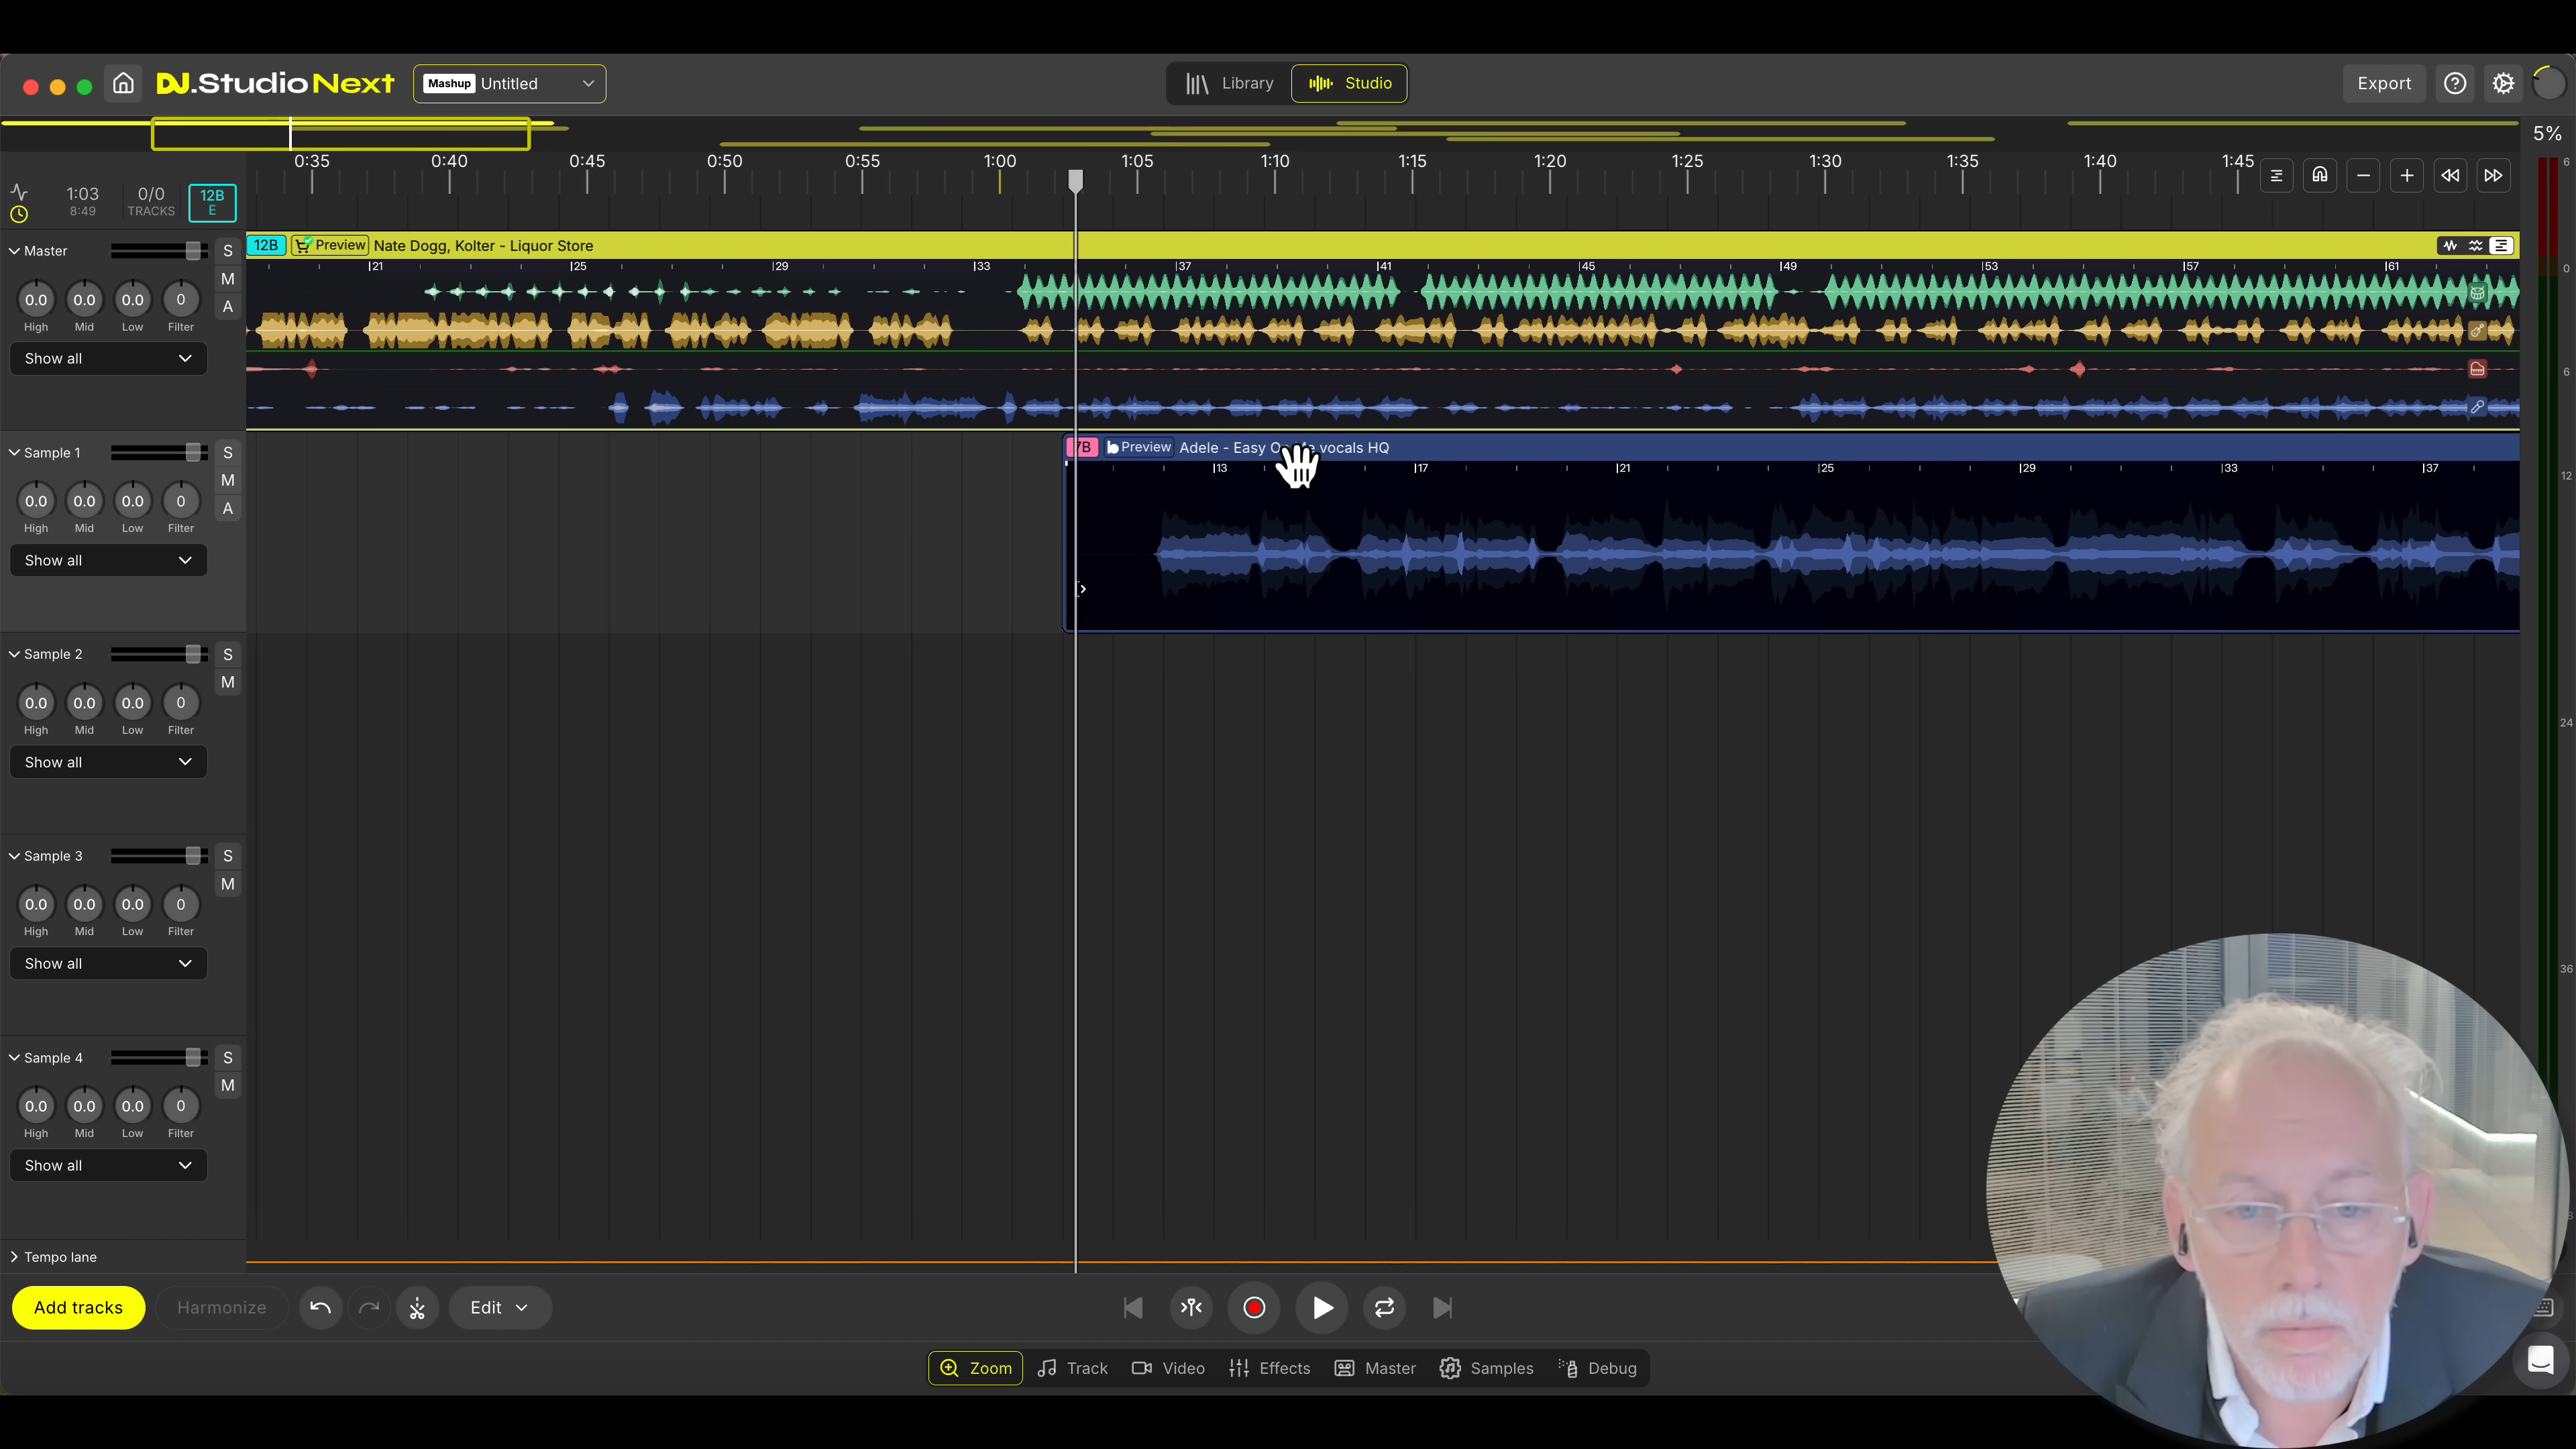 DJ.Studio Next
Mashup Untitled
Library
Studio
Export
5%
0:35 0:40 0:45 0:50 0:55 1:00 1:05 1:10 1:15 1:20 1:25 1:30 1:35 1:40 1:45
1:03
8:49
0/0
TRACKS
12B
E
6
0
6
12
24
36
Master
S
M
A
0.0 0.0 0.0 0
High Mid Low Filter
Show all
12B Preview Nate Dogg, Kolter - Liquor Store
21 25 29 33 37 41 45 49 53 57 61
Sample 1
S
M
A
0.0 0.0 0.0 0
High Mid Low Filter
Show all
7B Preview Adele - Easy On Me vocals HQ
13 17 21 25 29 33 37
Sample 2
S
M
0.0 0.0 0.0 0
High Mid Low Filter
Show all
Sample 3
S
M
0.0 0.0 0.0 0
High Mid Low Filter
Show all
Sample 4
S
M
0.0 0.0 0.0 0
High Mid Low Filter
Show all
Tempo lane
Add tracks
Harmonize
Edit
Zoom
Track
Video
Effects
Master
Samples
Debug